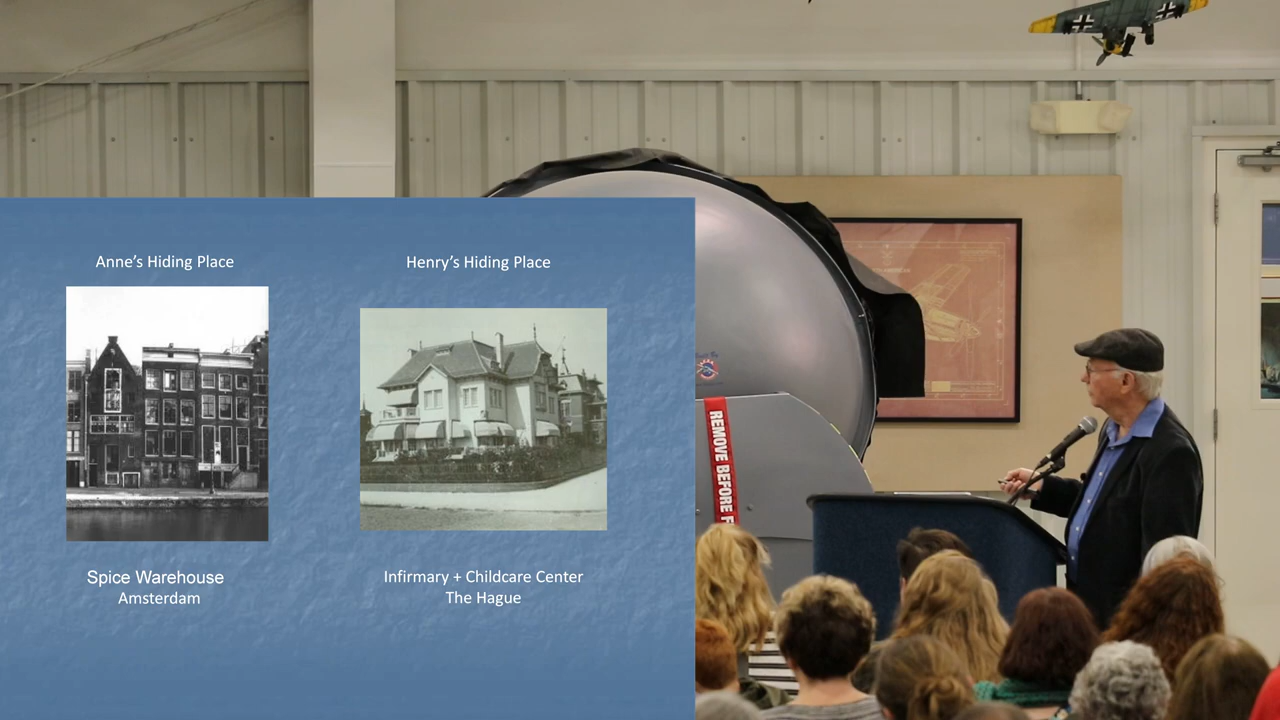 Anne’s Hiding Place
Henry’s Hiding Place
Spice Warehouse
Amsterdam
Infirmary + Childcare Center
The Hague
REMOVE BEFORE F